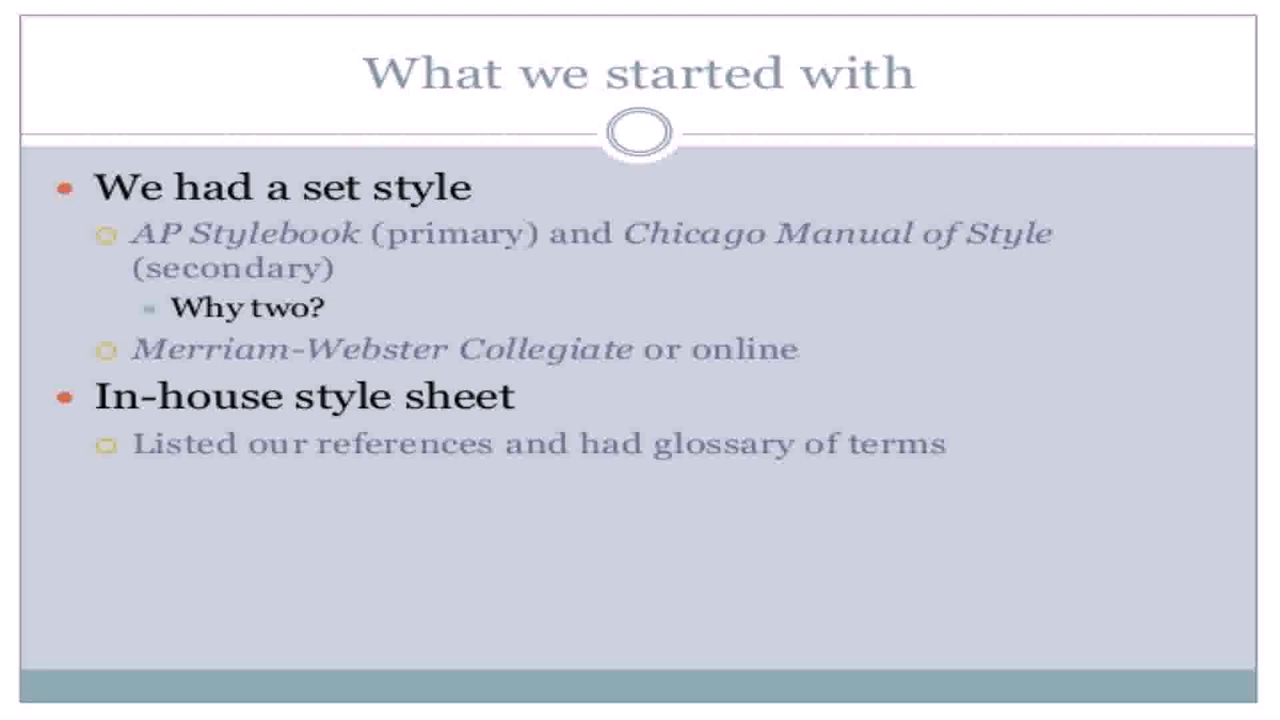 What we started with
We had a set style
AP Stylebook (primary) and Chicago Manual of Style
(secondary)
Why two?
Merriam-Webster Collegiate or online
In-house style sheet
Listed our references and had glossary of terms